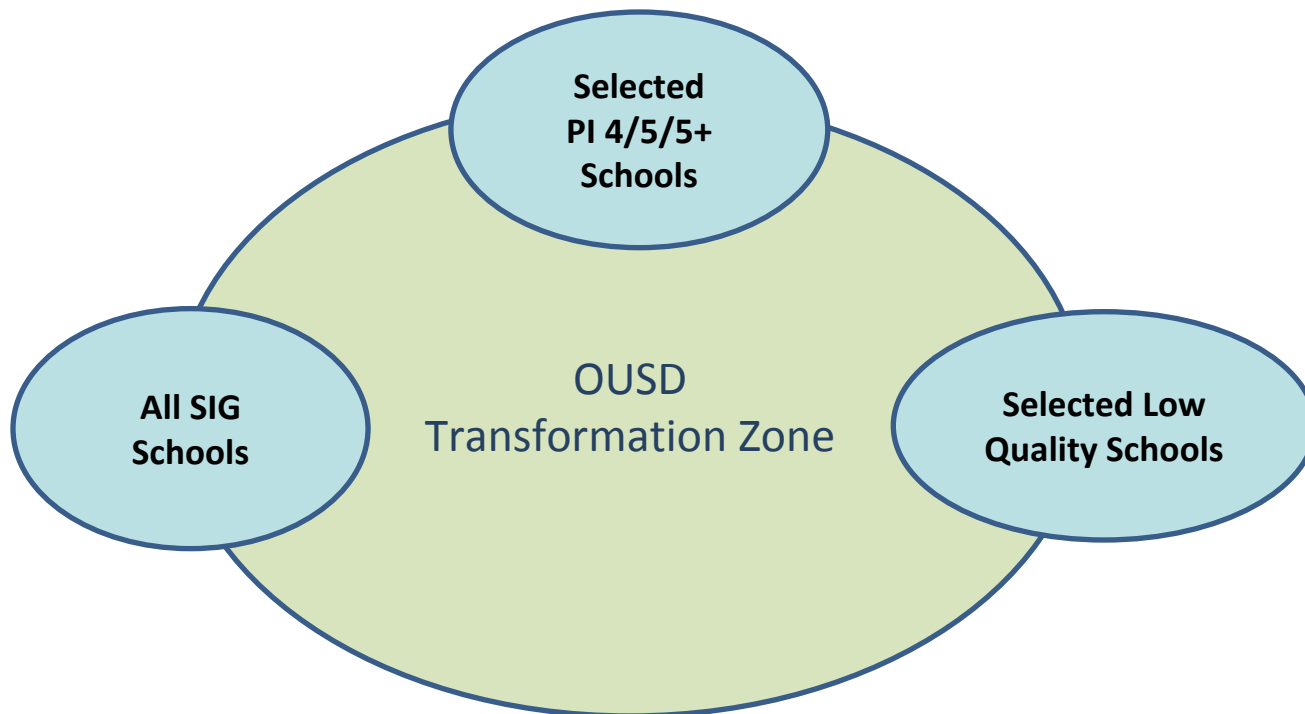 Selected
PI 4/5/5+
Schools
OUSD
Transformation Zone
All SIG
Schools
Selected Low
Quality Schools